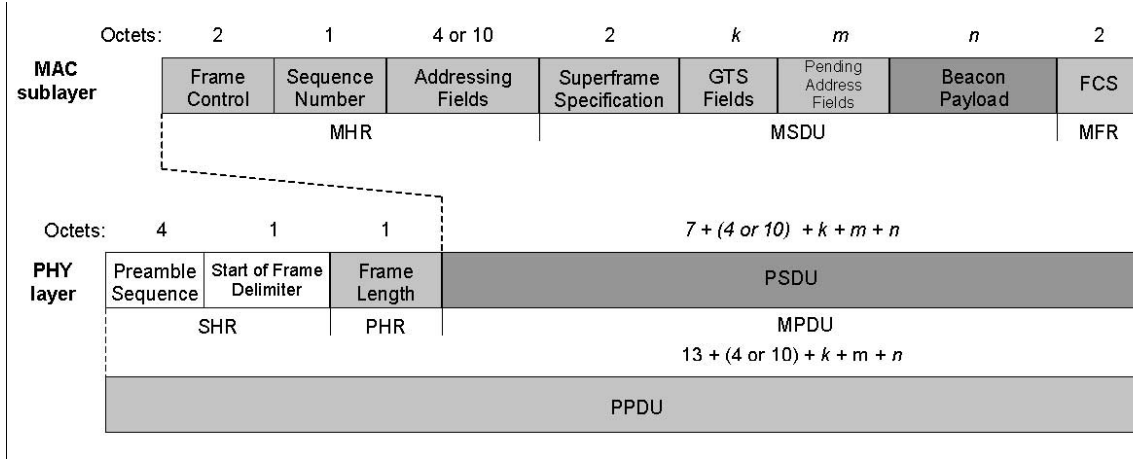 Octets: 2 1 4 or 10 2 k m n 2
MAC sublayer
Frame Control
Sequence Number
Addressing Fields
Superframe Specification
GTS Fields
Pending Address Fields
Beacon Payload
FCS
MHR MSDU MFR
Octets: 4 1 1 7 + (4 or 10) + k + m + n
PHY layer
Preamble Sequence
Start of Frame Delimiter
Frame Length
PSDU
SHR PHR MPDU
13 + (4 or 10) + k + m + n
PPDU